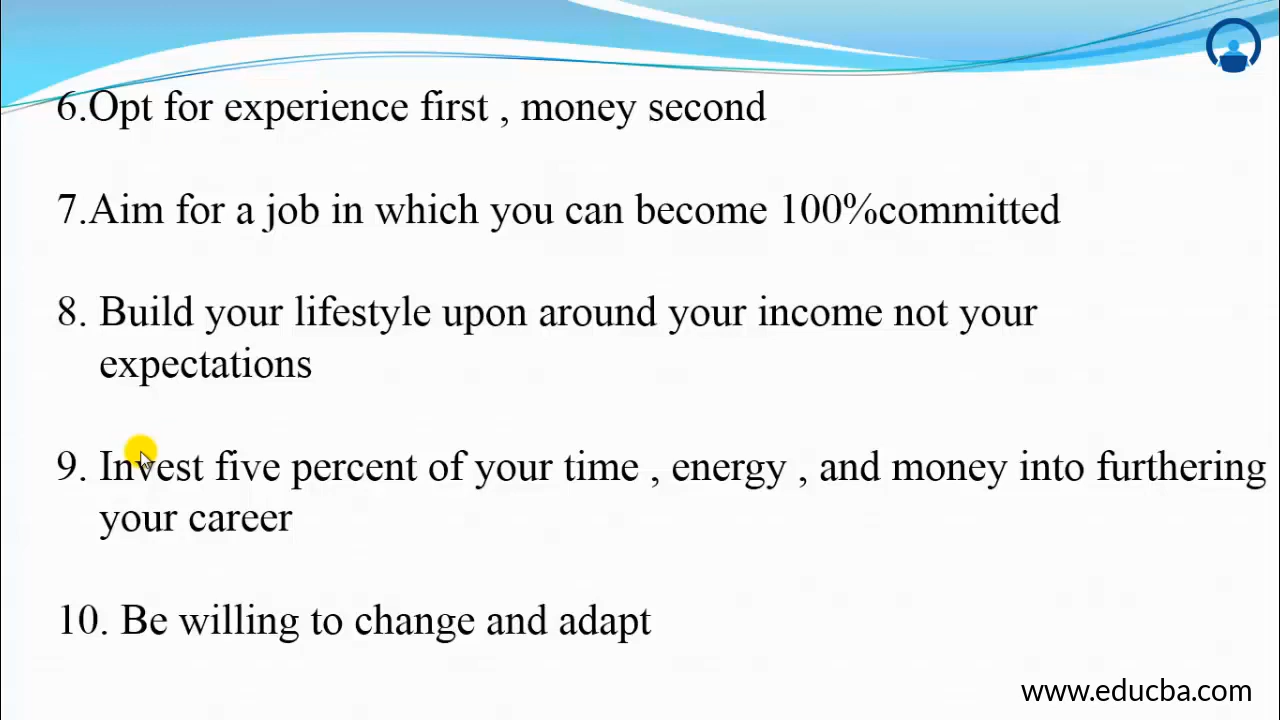 6.Opt for experience first , money second
7.Aim for a job in which you can become 100%committed
8. Build your lifestyle upon around your income not your
expectations
9. Invest five percent of your time , energy , and money into furthering
your career
10. Be willing to change and adapt
www.educba.com